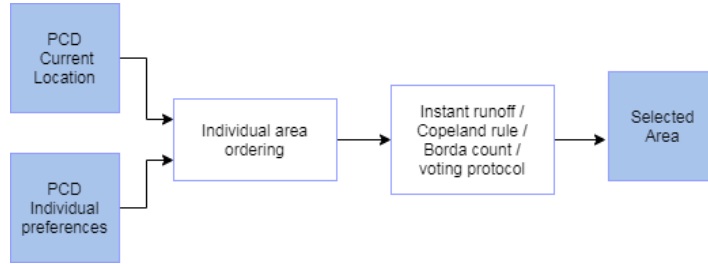 PCD
Current
Location
PCD
Individual
preferences
Individual area
ordering
Instant runoff /
Copeland rule /
Borda count /
voting protocol
Selected
Area